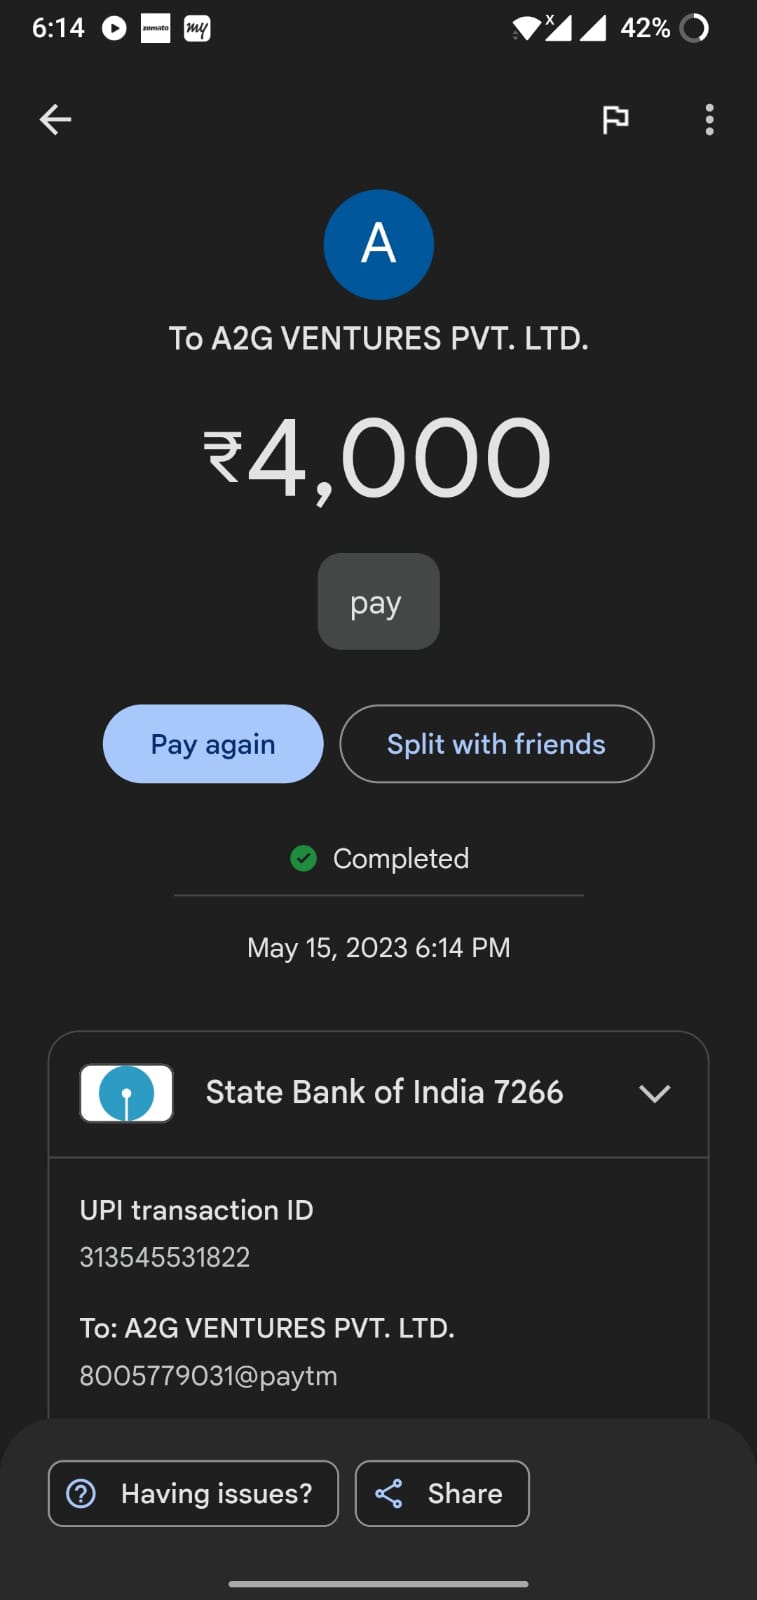 6:14 zomato my X 42%
A
To A2G VENTURES PVT. LTD.
₹4,000
pay
Pay again Split with friends
Completed
May 15, 2023 6:14 PM
State Bank of India 7266
UPI transaction ID
313545531822
To: A2G VENTURES PVT. LTD.
8005779031@paytm
? Having issues? Share